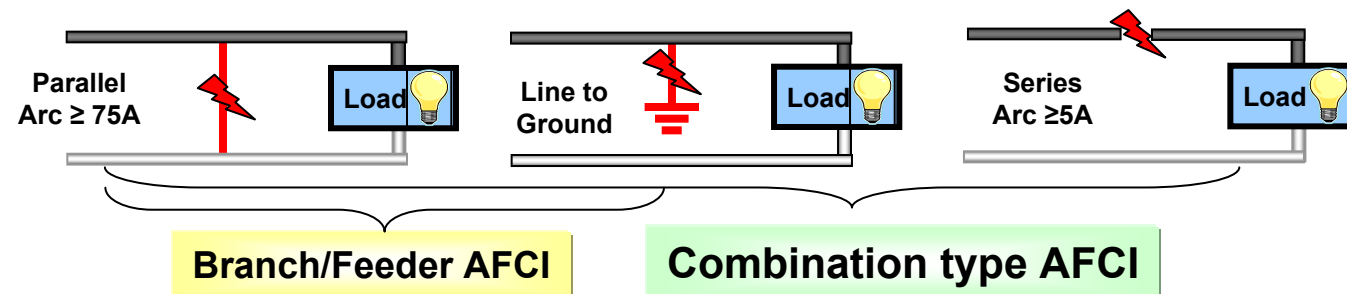 Parallel
Arc ≥ 75A
Load
Line to
Ground
Load
Series
Arc ≥5A
Load
Branch/Feeder AFCI
Combination type AFCI